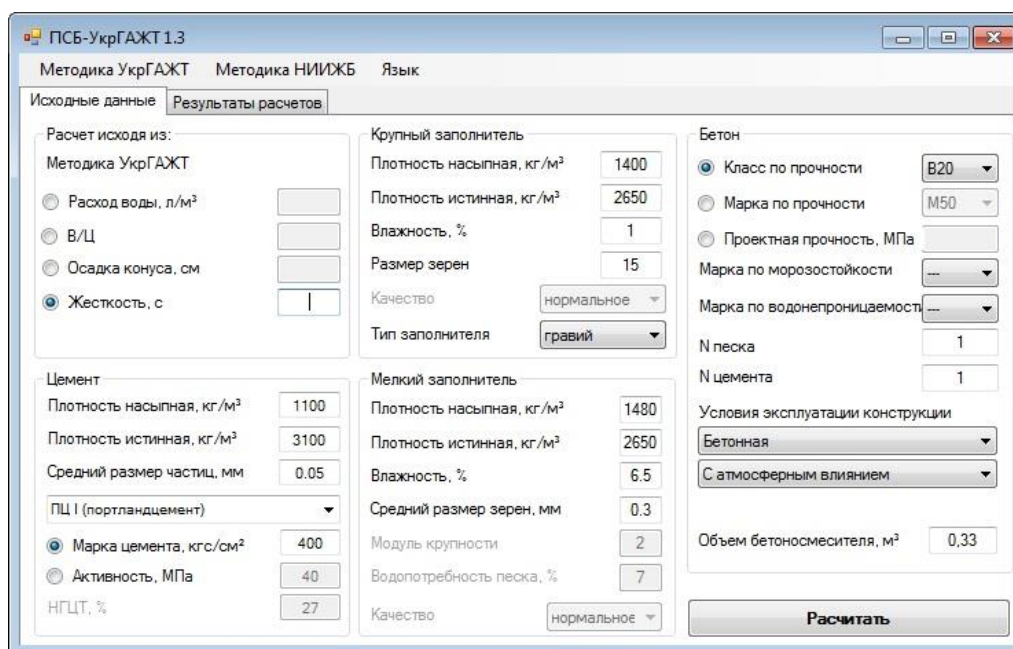 ПСБ-УкрГАЖТ 1.3
Методика УкрГАЖТ Методика НИИЖБ Язык
Исходные данные Результаты расчетов
Расчет исходя из:
Методика УкрГАЖТ
Расход воды, л/м³
В/Ц
Осадка конуса, см
Жесткость, с
Крупный заполнитель
Плотность насыпная, кг/м³ 1400
Плотность истинная, кг/м³ 2650
Влажность, % 1
Размер зерен 15
Качество нормальное
Тип заполнителя гравий
Бетон
Класс по прочности B20
Марка по прочности M50
Проектная прочность, МПа
Марка по морозостойкости ---
Марка по водонепроницаемости ---
N песка 1
N цемента 1
Условия эксплуатации конструкции
Бетонная
С атмосферным влиянием
Объем бетоносмесителя, м³ 0,33
Расчитать
Цемент
Плотность насыпная, кг/м³ 1100
Плотность истинная, кг/м³ 3100
Средний размер частиц, мм 0.05
ПЦ I (портландцемент)
Марка цемента, кгс/см² 400
Активность, МПа 40
НГЦТ, % 27
Мелкий заполнитель
Плотность насыпная, кг/м³ 1480
Плотность истинная, кг/м³ 2650
Влажность, % 6.5
Средний размер зерен, мм 0.3
Модуль крупности 2
Водопотребность песка, % 7
Качество нормальное